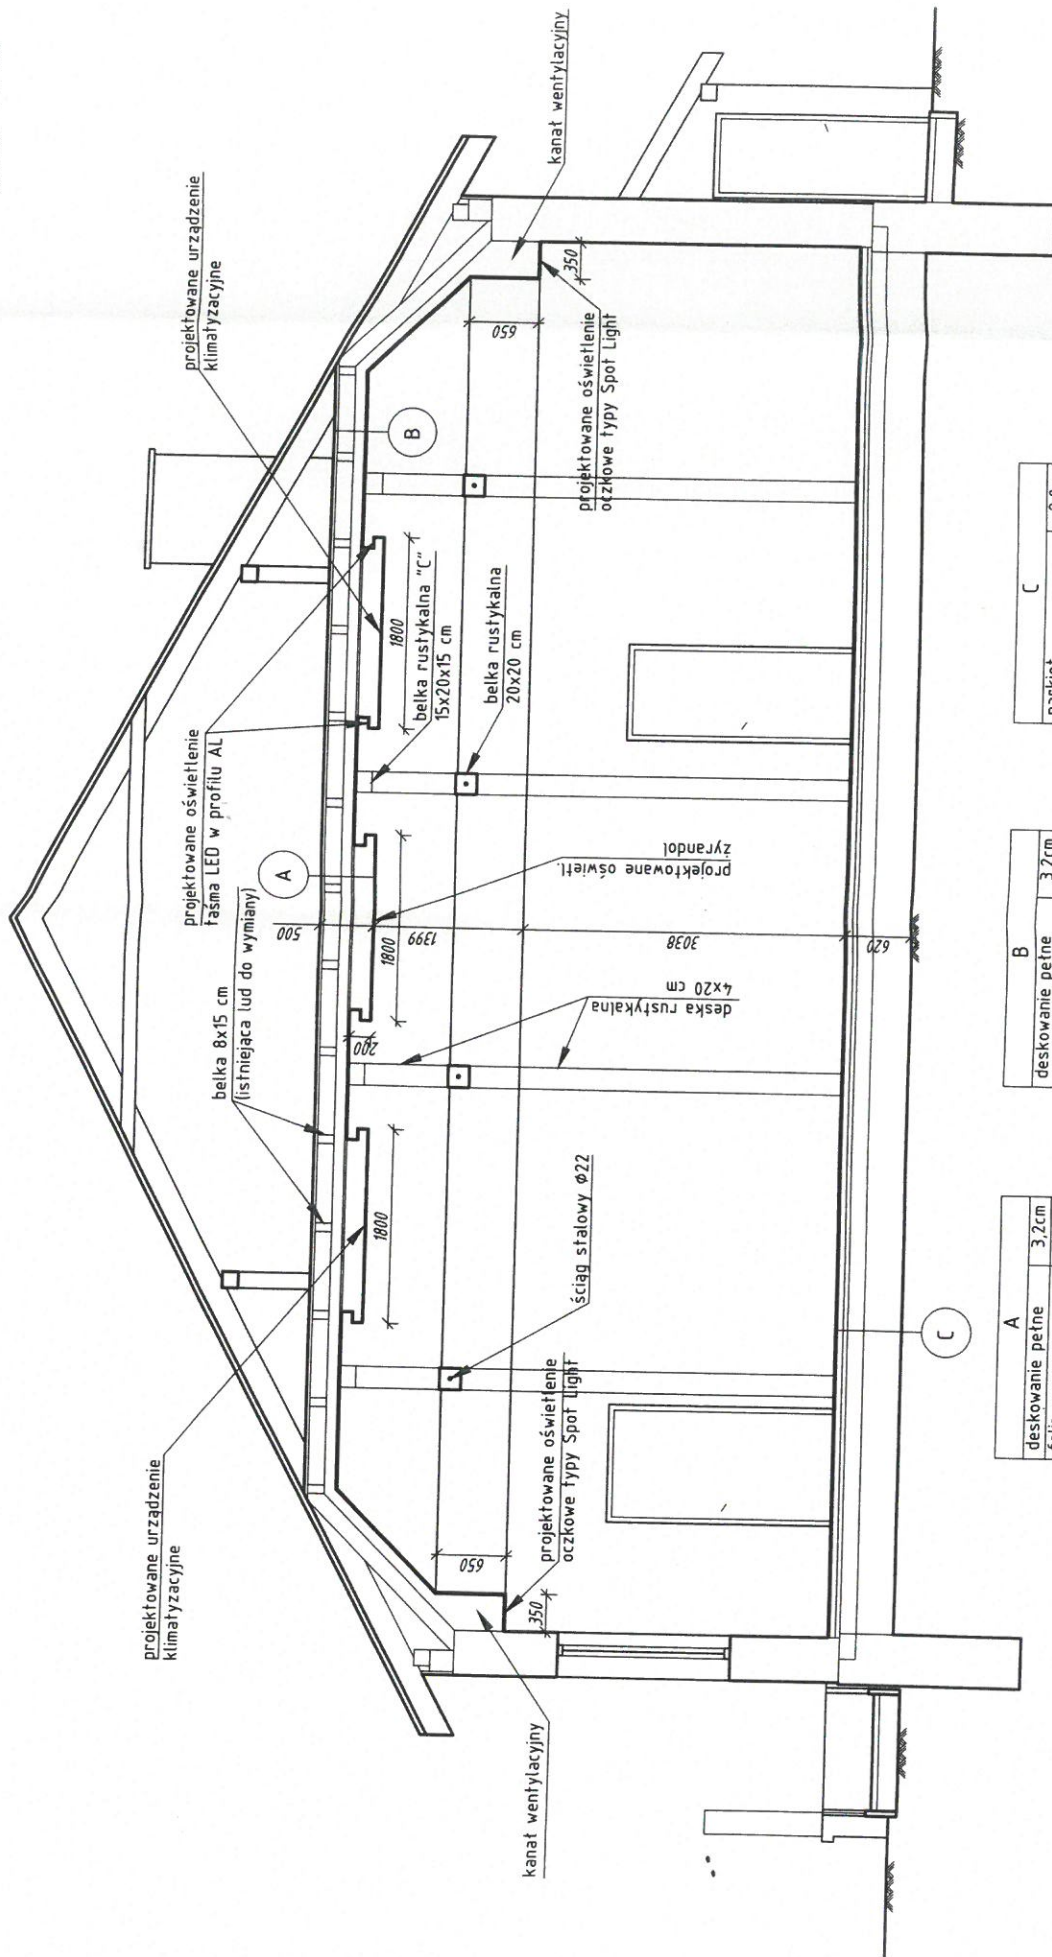 projektowane urządzenie
klimatyzacyjne
projektowane urządzenie
klimatyzacyjne
projektowane oświetlenie
taśma LED w profilu AL
belka 8x15 cm
(istniejąca lud do wymiany)
A
B
500
200
1800
1800
1800
1399
650
650
350
350
3038
620
belka rustykalna "C"
15x20x15 cm
belka rustykalna
20x20 cm
projektowane oświetl.
żyrandol
deska rustykalna
4x20 cm
ściąg stalowy Ø22
projektowane oświetlenie
oczkowe typy Spot Light
projektowane oświetlenie
oczkowe typy Spot Light
kanał wentylacyjny
kanał wentylacyjny
C
A
deskowanie pełne 3,2cm
B
deskowanie pełne 3,2cm
C